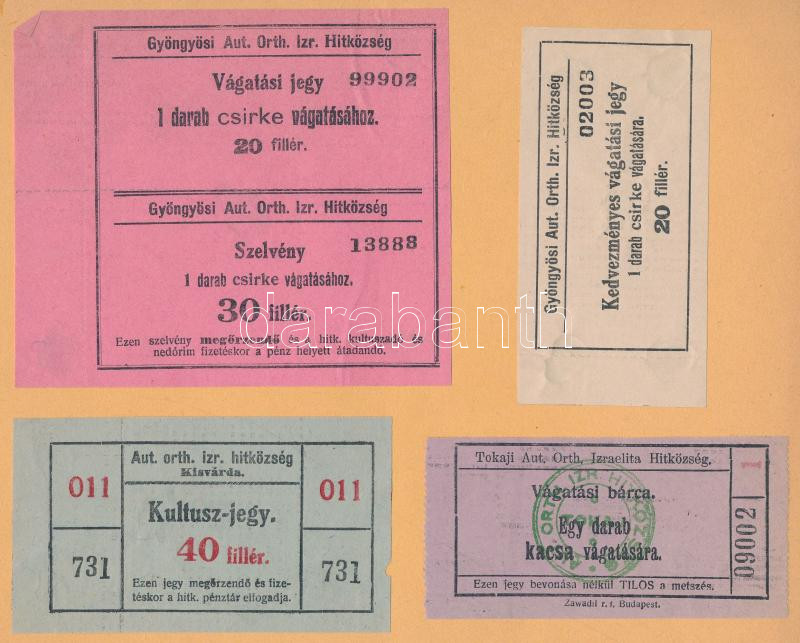 Gyöngyösi Aut. Orth. Izr. Hitközség
Vágatási jegy 99902
1 darab csirke vágatásához.
20 fillér.
Gyöngyösi Aut. Orth. Izr. Hitközség
Szelvény 13888
1 darab csirke vágatásához.
30 fillér.
Ezen szelvény megőrzendő és a hitk. kultuszadó és
nedórim fizetéskor a pénz helyett átadandó.
Gyöngyösi Aut. Orth. Izr. Hitközség
02003
Kedvezményes vágatási jegy
1 darab csirke vágatására.
20 fillér.
darabanth
Aut. orth. izr. hitközség
Kisvárda.
011
011
Kultusz-jegy.
40 fillér.
731
731
Ezen jegy megőrzendő és fize-
téskor a hitk. pénztár elfogadja.
Tokaji Aut. Orth. Izraelita Hitközség.
Vágatási bárca.
Egy darab
kacsa vágatására.
09002
Ezen jegy bevonása nélkül TILOS a metszés.
Zawadil r. t. Budapest.
ORTH IZR HITKÖZS